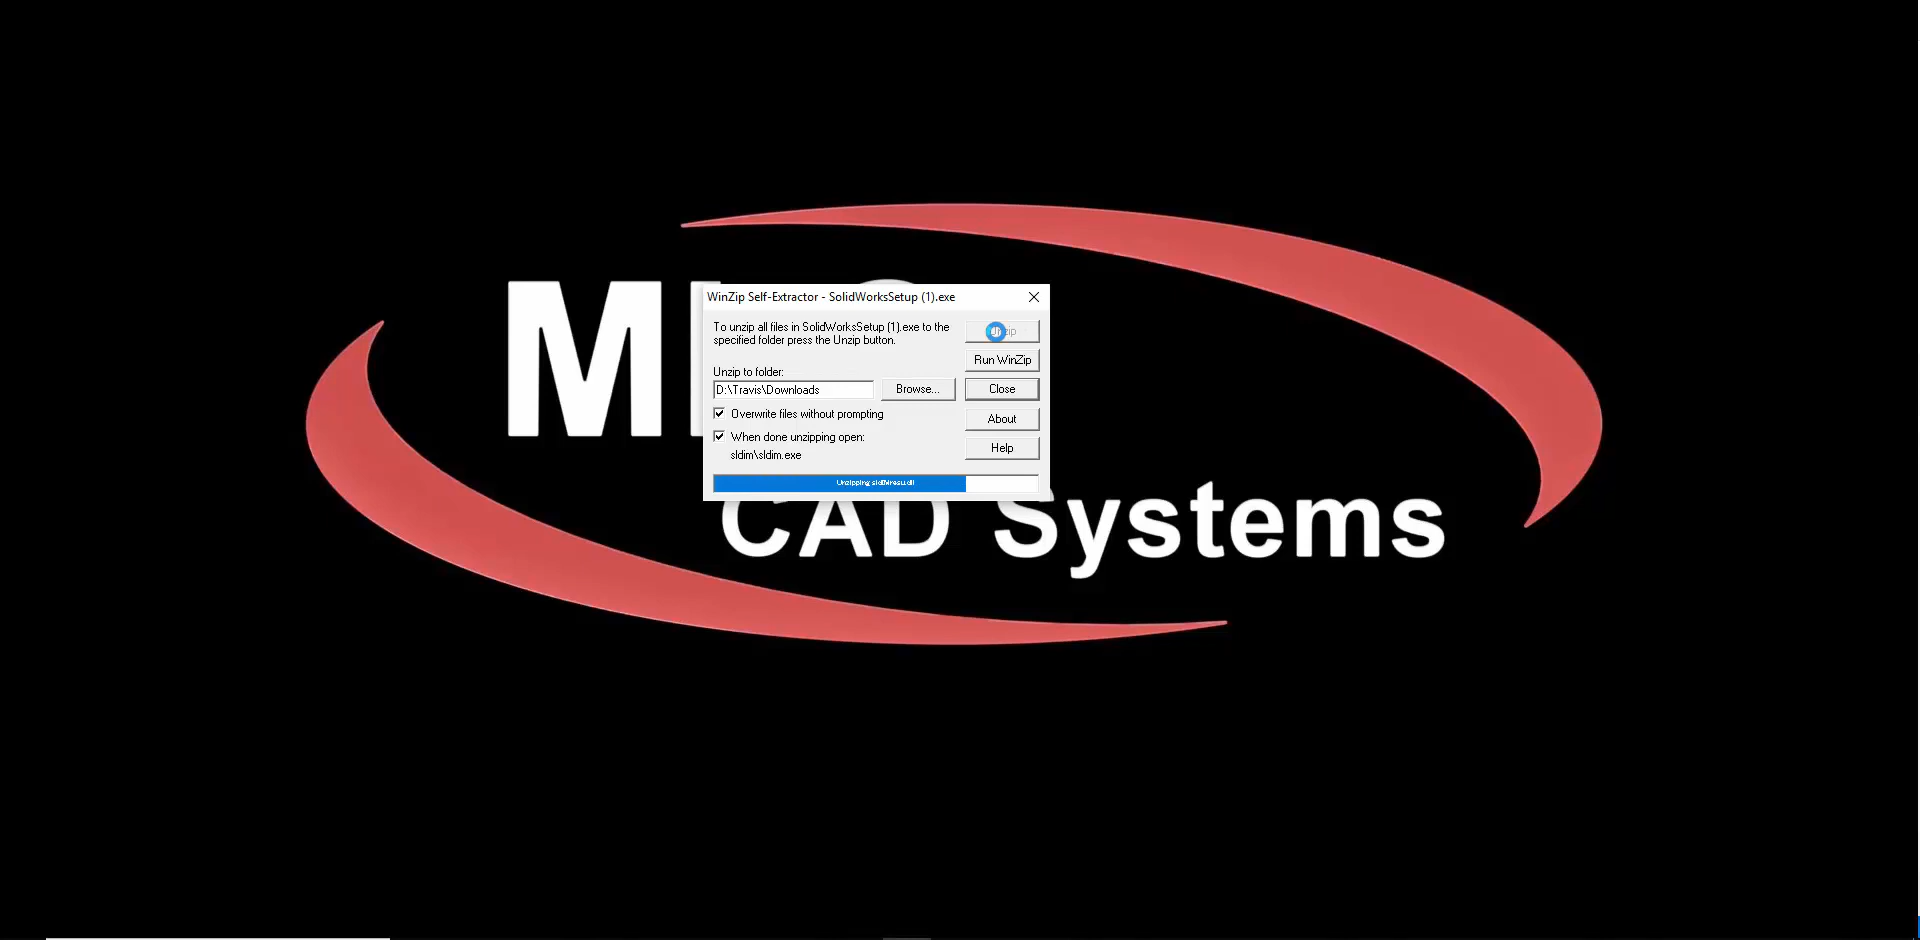 WinZip Self-Extractor - SolidWorksSetup (1).exe
To unzip all files in SolidWorksSetup (1).exe to the
specified folder press the Unzip button.
Unzip to folder:
D:\Travis\Downloads
Browse...
Overwrite files without prompting
When done unzipping open:
sldim\sldim.exe
Run WinZip
Close
About
Help
CAD Systems